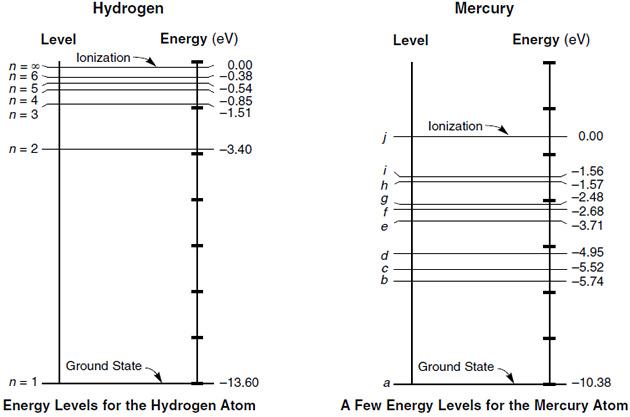 Hydrogen
Level Energy (eV)
Ionization
n = ∞ 0.00
n = 6 −0.38
n = 5 −0.54
n = 4 −0.85
n = 3 −1.51
n = 2 −3.40
Ground State
n = 1 −13.60
Energy Levels for the Hydrogen Atom
Mercury
Level Energy (eV)
Ionization
j 0.00
i −1.56
h −1.57
g −2.48
f −2.68
e −3.71
d −4.95
c −5.52
b −5.74
Ground State
a −10.38
A Few Energy Levels for the Mercury Atom